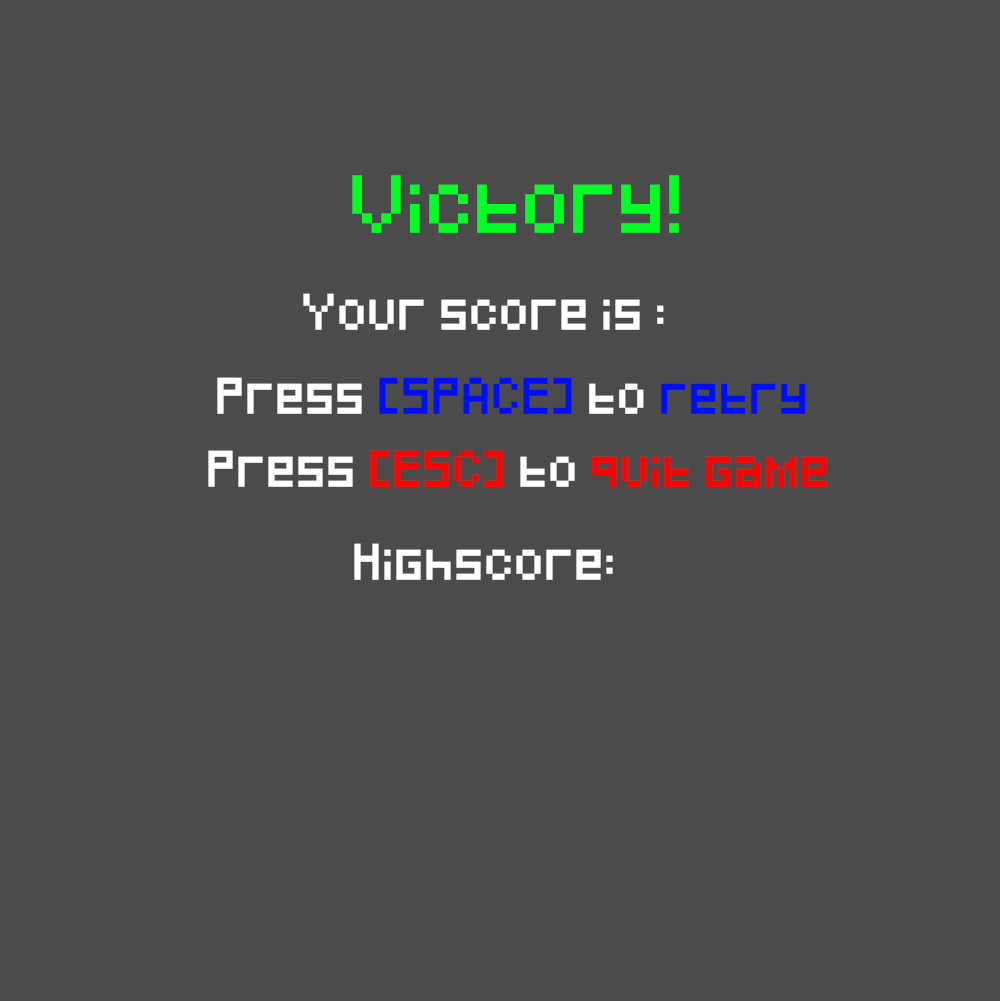 Victory!
Your score is :
Press [SPACE] to retry
Press [ESC] to quit Game
Highscore: